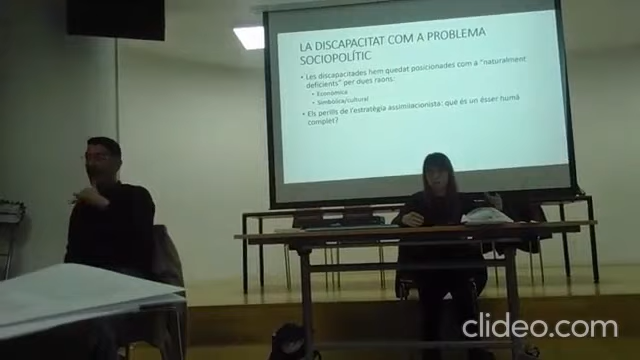 LA DISCAPACITAT COM A PROBLEMA
SOCIOPOLÍTIC
• Les discapacitades hem quedat posicionades com a "naturalment
deficients" per dues raons:
• Econòmica
• Simbòlica/cultural
• Els perills de l'estratègia assimilacionista: què és un ésser humà
complet?
clideo.com